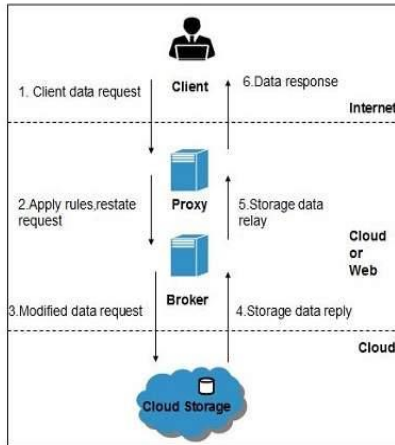 1. Client data request
Client
6.Data response
Internet
2.Apply rules,restate
request
Proxy
5.Storage data
relay
Cloud
or
Web
Broker
3.Modified data request
4.Storage data reply
Cloud
Cloud Storage